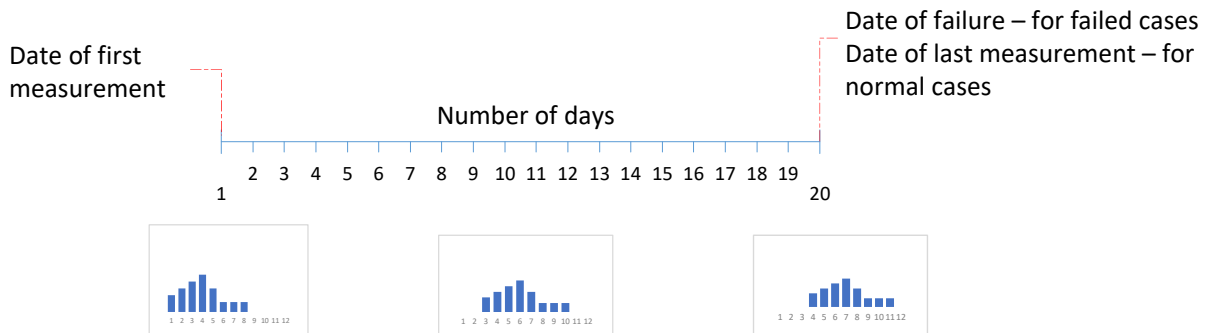 Date of failure – for failed cases
Date of last measurement – for
normal cases
Date of first
measurement
Number of days
2 3 4 5 6 7 8 9 10 11 12 13 14 15 16 17 18 19
1 20
1 2 3 4 5 6 7 8 9 10 11 12
1 2 3 4 5 6 7 8 9 10 11 12
1 2 3 4 5 6 7 8 9 10 11 12